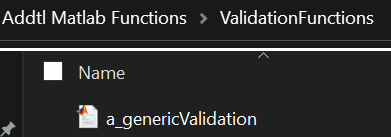 Addtl Matlab Functions > ValidationFunctions
Name
a_genericValidation